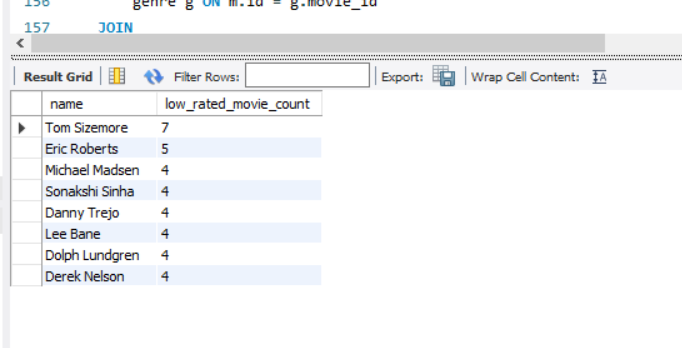 156 genre g ON m.id = g.movie_id
157 JOIN
Result Grid Filter Rows: Export: Wrap Cell Content: IA
name low_rated_movie_count
Tom Sizemore 7
Eric Roberts 5
Michael Madsen 4
Sonakshi Sinha 4
Danny Trejo 4
Lee Bane 4
Dolph Lundgren 4
Derek Nelson 4